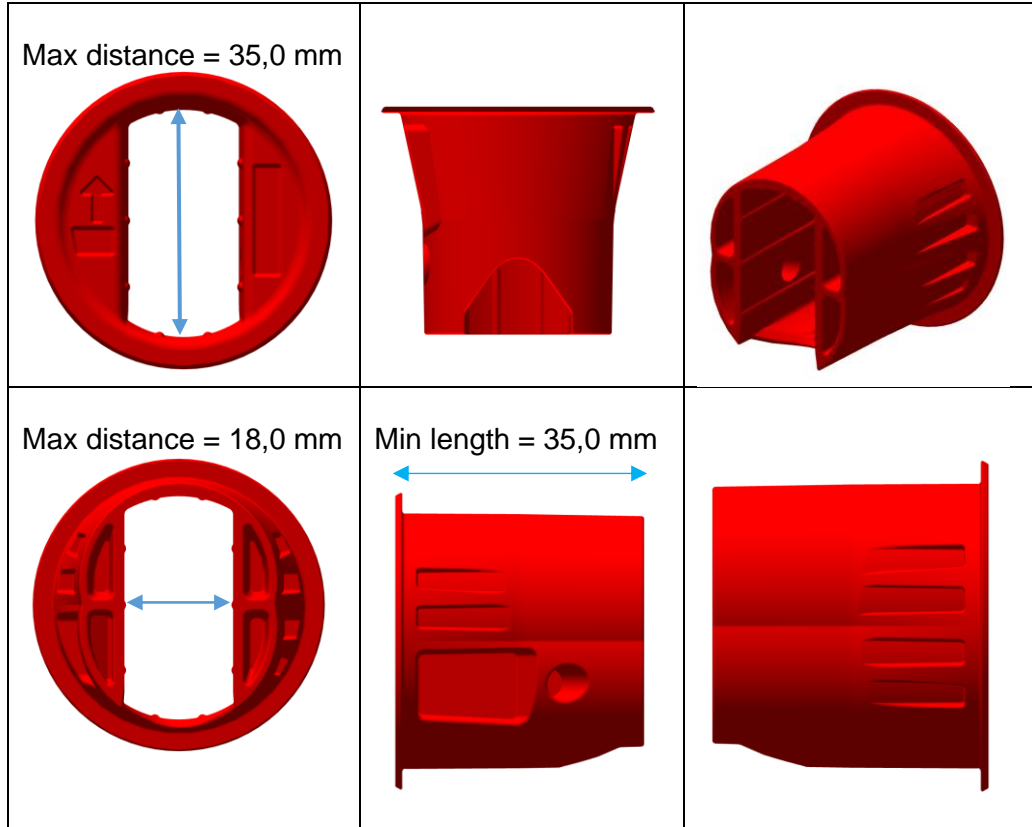 Max distance = 35,0 mm
Max distance = 18,0 mm
Min length = 35,0 mm